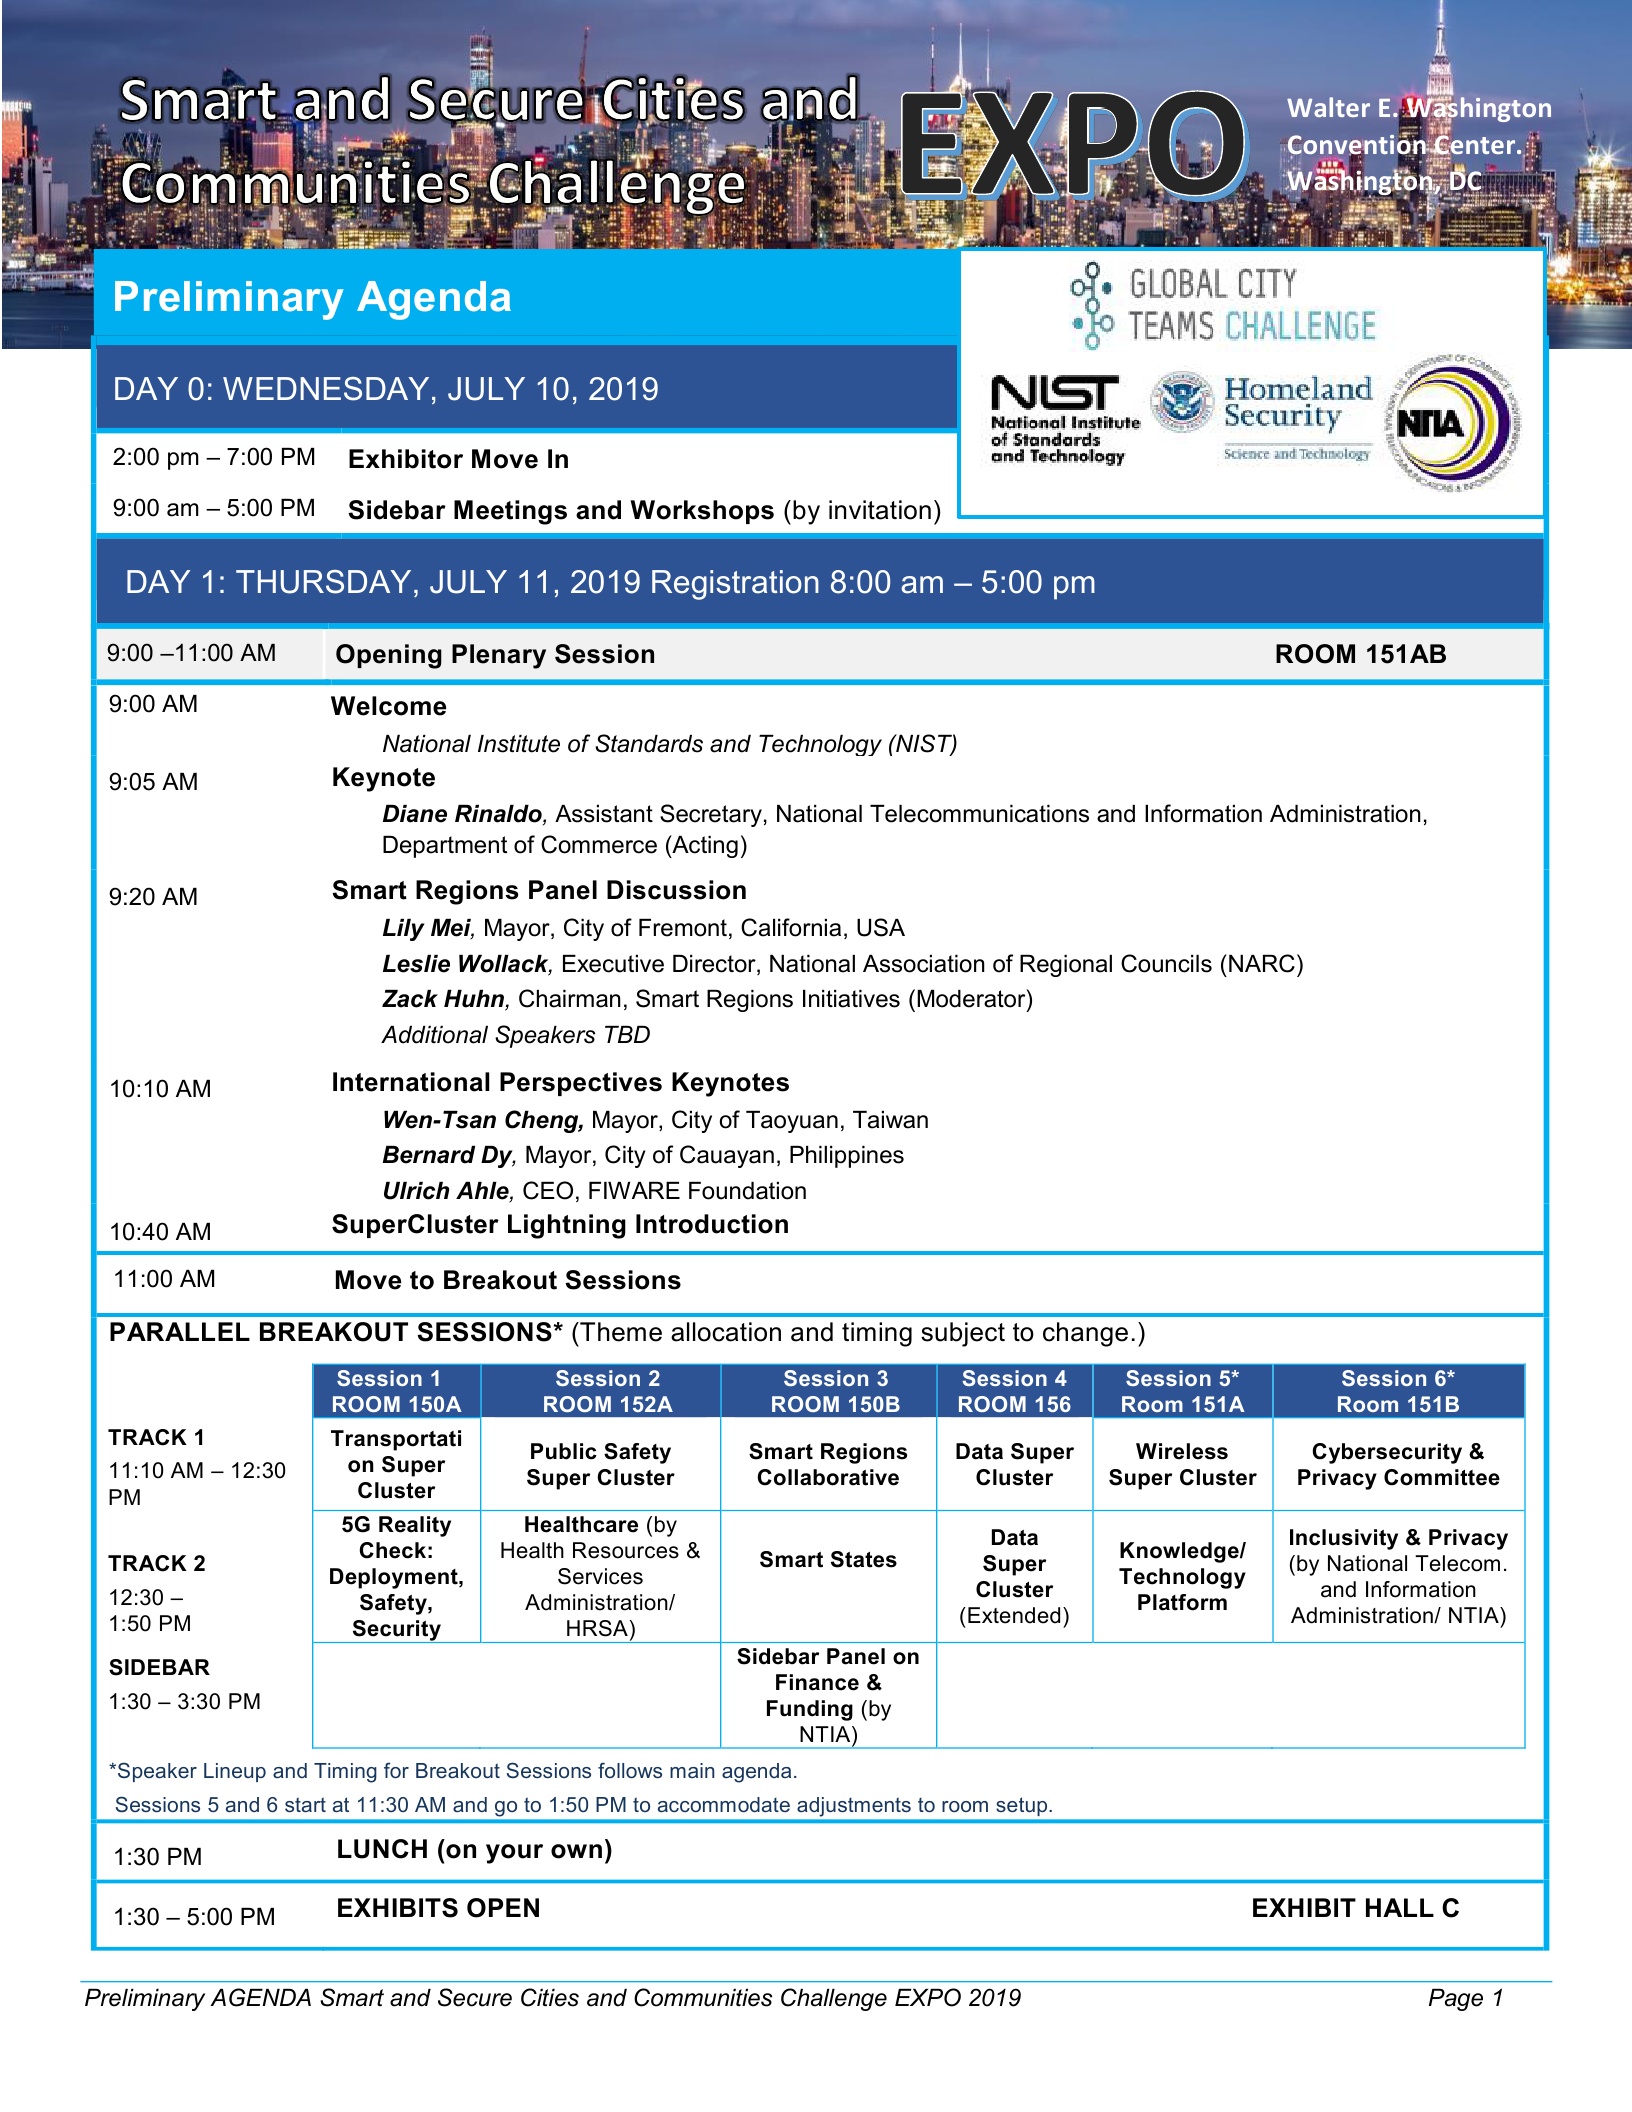 Smart and Secure Cities and
Communities Challenge
EXPO
Walter E. Washington
Convention Center.
Washington, DC
Preliminary Agenda
GLOBAL CITY
TEAMS CHALLENGE
NIST
National Institute
of Standards
and Technology
Homeland
Security
Science and Technology
NTIA
DAY 0: WEDNESDAY, JULY 10, 2019
2:00 pm – 7:00 PM Exhibitor Move In
9:00 am – 5:00 PM Sidebar Meetings and Workshops (by invitation)
DAY 1: THURSDAY, JULY 11, 2019 Registration 8:00 am – 5:00 pm
9:00 –11:00 AM Opening Plenary Session ROOM 151AB
9:00 AM Welcome
National Institute of Standards and Technology (NIST)
9:05 AM Keynote
Diane Rinaldo, Assistant Secretary, National Telecommunications and Information Administration,
Department of Commerce (Acting)
9:20 AM Smart Regions Panel Discussion
Lily Mei, Mayor, City of Fremont, California, USA
Leslie Wollack, Executive Director, National Association of Regional Councils (NARC)
Zack Huhn, Chairman, Smart Regions Initiatives (Moderator)
Additional Speakers TBD
10:10 AM International Perspectives Keynotes
Wen-Tsan Cheng, Mayor, City of Taoyuan, Taiwan
Bernard Dy, Mayor, City of Cauayan, Philippines
Ulrich Ahle, CEO, FIWARE Foundation
10:40 AM SuperCluster Lightning Introduction
11:00 AM Move to Breakout Sessions
PARALLEL BREAKOUT SESSIONS* (Theme allocation and timing subject to change.)
Session 1
ROOM 150A
Session 2
ROOM 152A
Session 3
ROOM 150B
Session 4
ROOM 156
Session 5*
Room 151A
Session 6*
Room 151B
TRACK 1
11:10 AM – 12:30
PM
Transportati
on Super
Cluster
Public Safety
Super Cluster
Smart Regions
Collaborative
Data Super
Cluster
Wireless
Super Cluster
Cybersecurity &
Privacy Committee
TRACK 2
12:30 –
1:50 PM
5G Reality
Check:
Deployment,
Safety,
Security
Healthcare (by
Health Resources &
Services
Administration/
HRSA)
Smart States
Data
Super
Cluster
(Extended)
Knowledge/
Technology
Platform
Inclusivity & Privacy
(by National Telecom.
and Information
Administration/ NTIA)
SIDEBAR
1:30 – 3:30 PM
Sidebar Panel on
Finance &
Funding (by
NTIA)
*Speaker Lineup and Timing for Breakout Sessions follows main agenda.
Sessions 5 and 6 start at 11:30 AM and go to 1:50 PM to accommodate adjustments to room setup.
1:30 PM LUNCH (on your own)
1:30 – 5:00 PM EXHIBITS OPEN EXHIBIT HALL C
Preliminary AGENDA Smart and Secure Cities and Communities Challenge EXPO 2019 Page 1